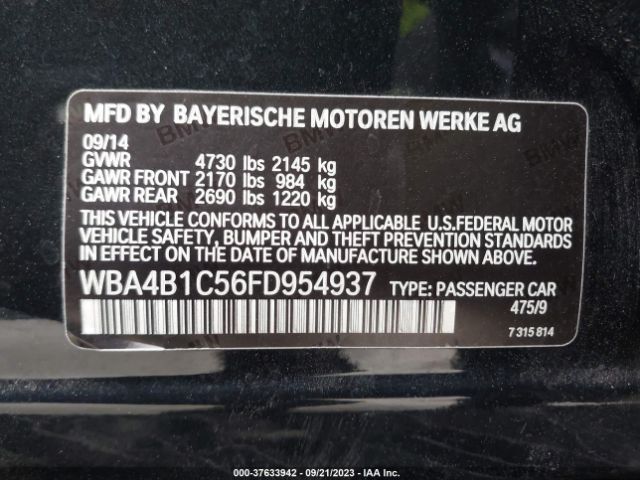 MFD BY BAYERISCHE MOTOREN WERKE AG
09/14
GVWR 4730 lbs 2145 kg
GAWR FRONT 2170 lbs 984 kg
GAWR REAR 2690 lbs 1220 kg
THIS VEHICLE CONFORMS TO ALL APPLICABLE U.S.FEDERAL MOTOR
VEHICLE SAFETY, BUMPER, AND THEFT PREVENTION STANDARDS
IN EFFECT ON THE DATE OF MANUFACTURE SHOWN ABOVE.
WBA4B1C56FD954937 TYPE: PASSENGER CAR
475/9
7 315 814
000-37633942 - 09/21/2023 - IAA Inc.